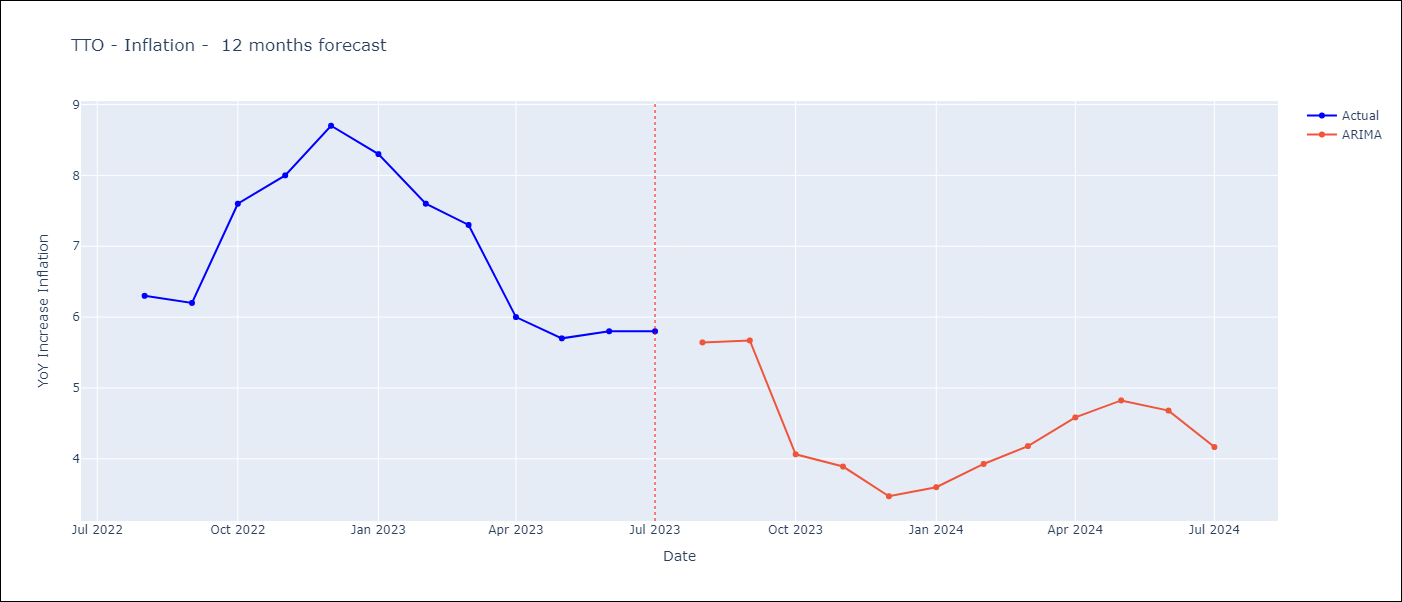 TTO - Inflation -  12 months forecast
Actual
ARIMA
YoY Increase Inflation
9
8
7
6
5
4
Jul 2022 Oct 2022 Jan 2023 Apr 2023 Jul 2023 Oct 2023 Jan 2024 Apr 2024 Jul 2024
Date